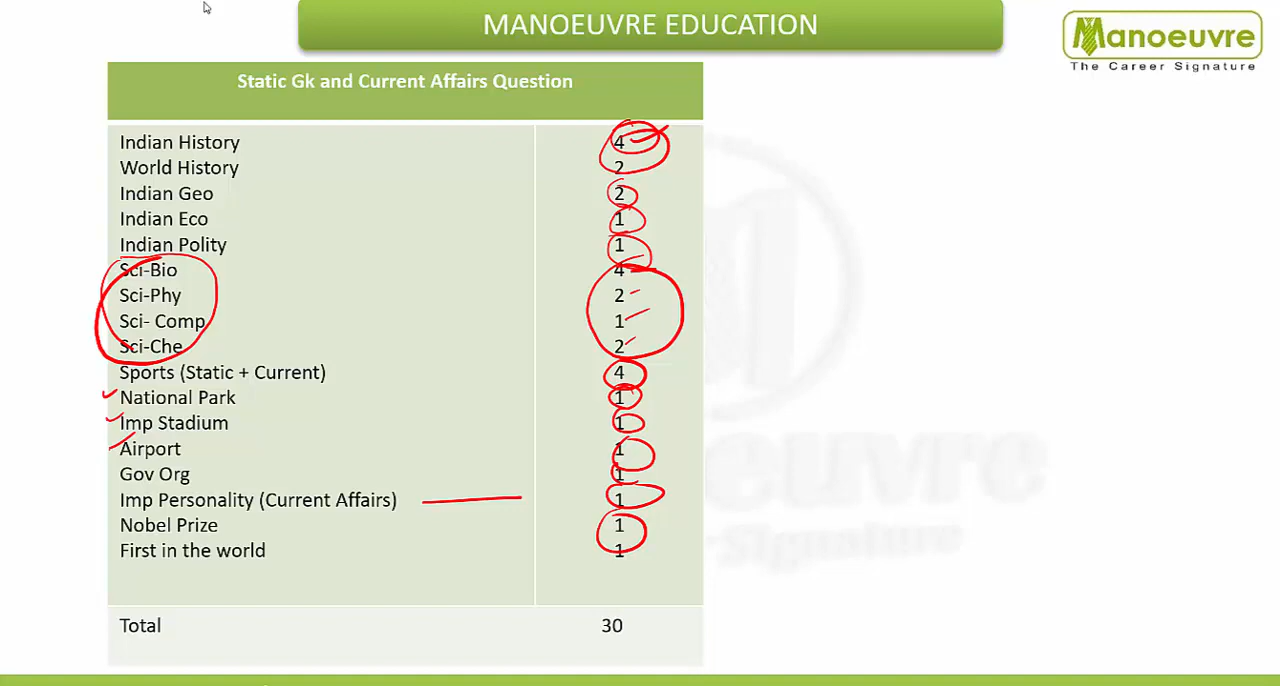 MANOEUVRE EDUCATION
Manoeuvre
The Career Signature
Static Gk and Current Affairs Question
Indian History 4
World History 2
Indian Geo 2
Indian Eco 1
Indian Polity 1
Sci-Bio 4
Sci-Phy 2
Sci- Comp 1
Sci-Che 2
Sports (Static + Current) 4
National Park 1
Imp Stadium 1
Airport 1
Gov Org 1
Imp Personality (Current Affairs) 1
Nobel Prize 1
First in the world 1
Total 30